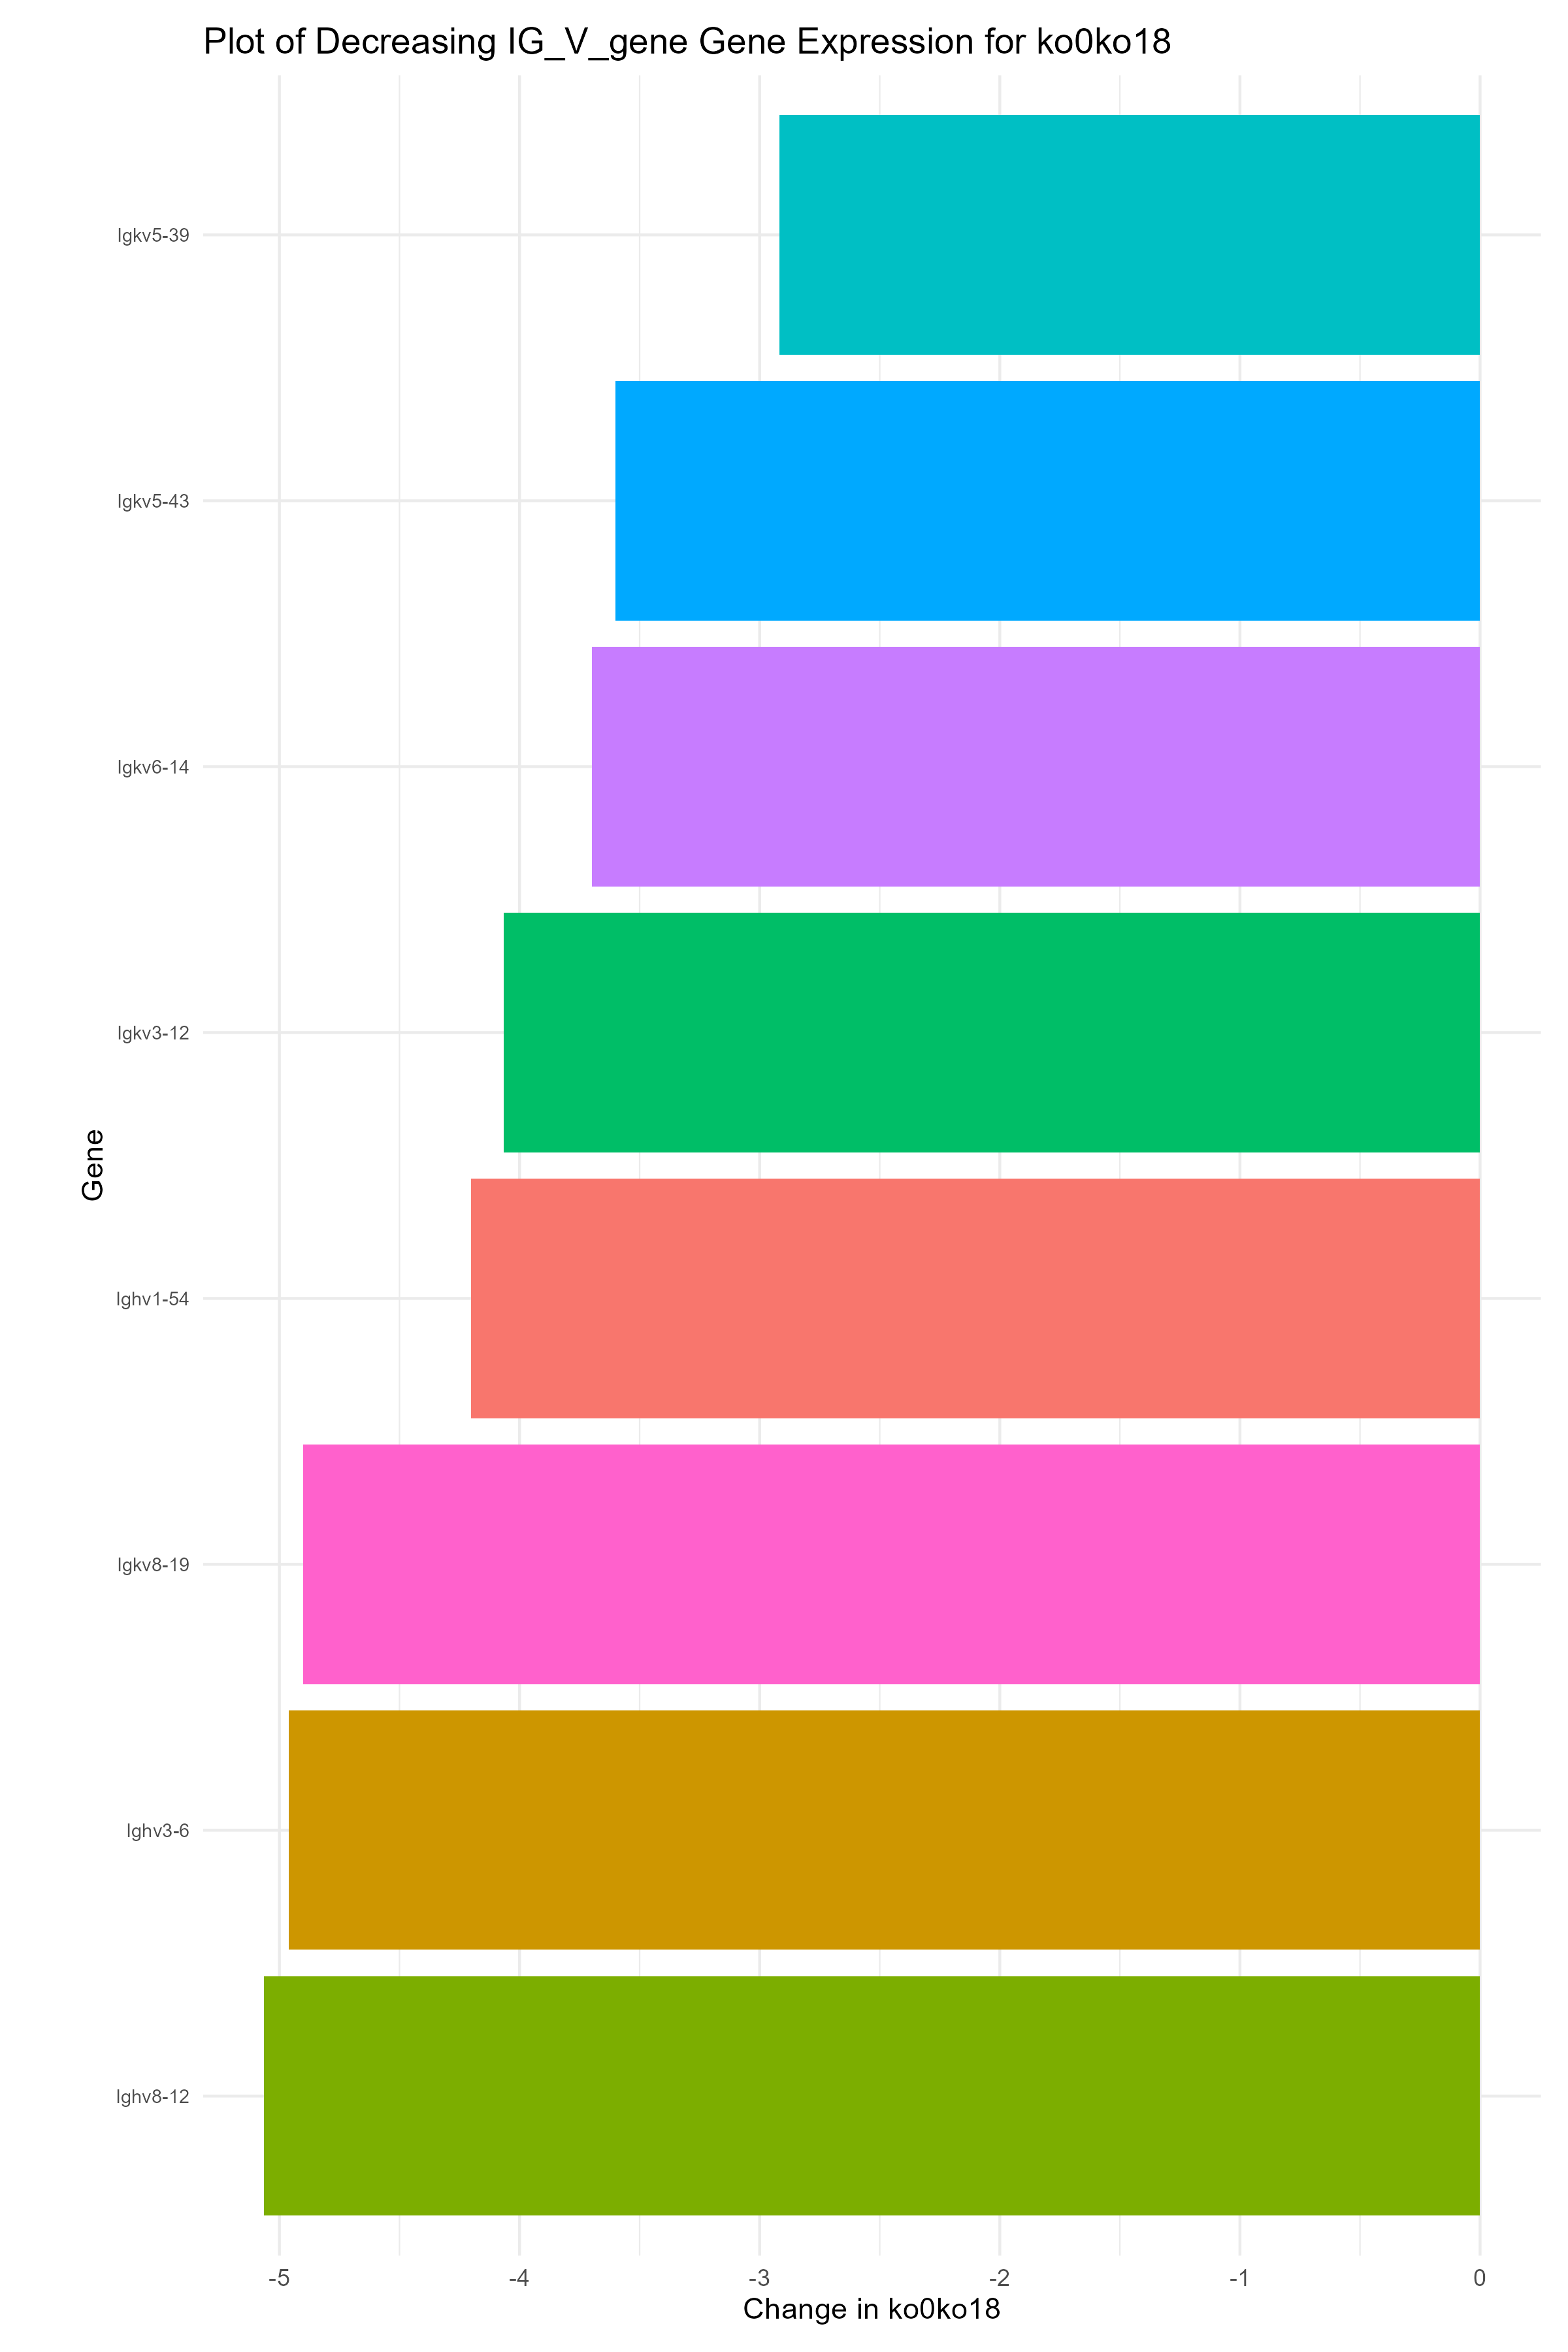 Plot of Decreasing IG_V_gene Gene Expression for ko0ko18
Igkv5-39
Igkv5-43
Igkv6-14
Igkv3-12
Gene
Ighv1-54
Igkv8-19
Ighv3-6
Ighv8-12
-5 -4 -3 -2 -1 0
Change in ko0ko18